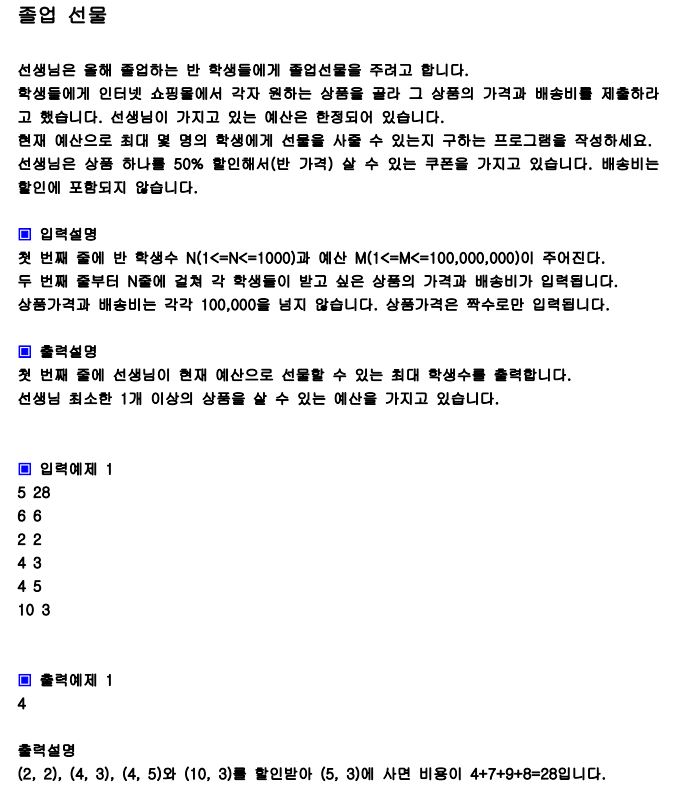 졸업 선물
선생님은 올해 졸업하는 반 학생들에게 졸업선물을 주려고 합니다.
학생들에게 인터넷 쇼핑몰에서 각자 원하는 상품을 골라 그 상품의 가격과 배송비를 제출하라
고 했습니다. 선생님이 가지고 있는 예산은 한정되어 있습니다.
현재 예산으로 최대 몇 명의 학생에게 선물을 사줄 수 있는지 구하는 프로그램을 작성하세요.
선생님은 상품 하나를 50% 할인해서(반 가격) 살 수 있는 쿠폰을 가지고 있습니다. 배송비는
할인에 포함되지 않습니다.
▣ 입력설명
첫 번째 줄에 반 학생수 N(1<=N<=1000)과 예산 M(1<=M<=100,000,000)이 주어진다.
두 번째 줄부터 N줄에 걸쳐 각 학생들이 받고 싶은 상품의 가격과 배송비가 입력됩니다.
상품가격과 배송비는 각각 100,000을 넘지 않습니다. 상품가격은 짝수로만 입력됩니다.
▣ 출력설명
첫 번째 줄에 선생님이 현재 예산으로 선물할 수 있는 최대 학생수를 출력합니다.
선생님 최소한 1개 이상의 상품을 살 수 있는 예산을 가지고 있습니다.
▣ 입력예제 1
5 28
6 6
2 2
4 3
4 5
10 3
▣ 출력예제 1
4
출력설명
(2, 2), (4, 3), (4, 5)와 (10, 3)를 할인받아 (5, 3)에 사면 비용이 4+7+9+8=28입니다.